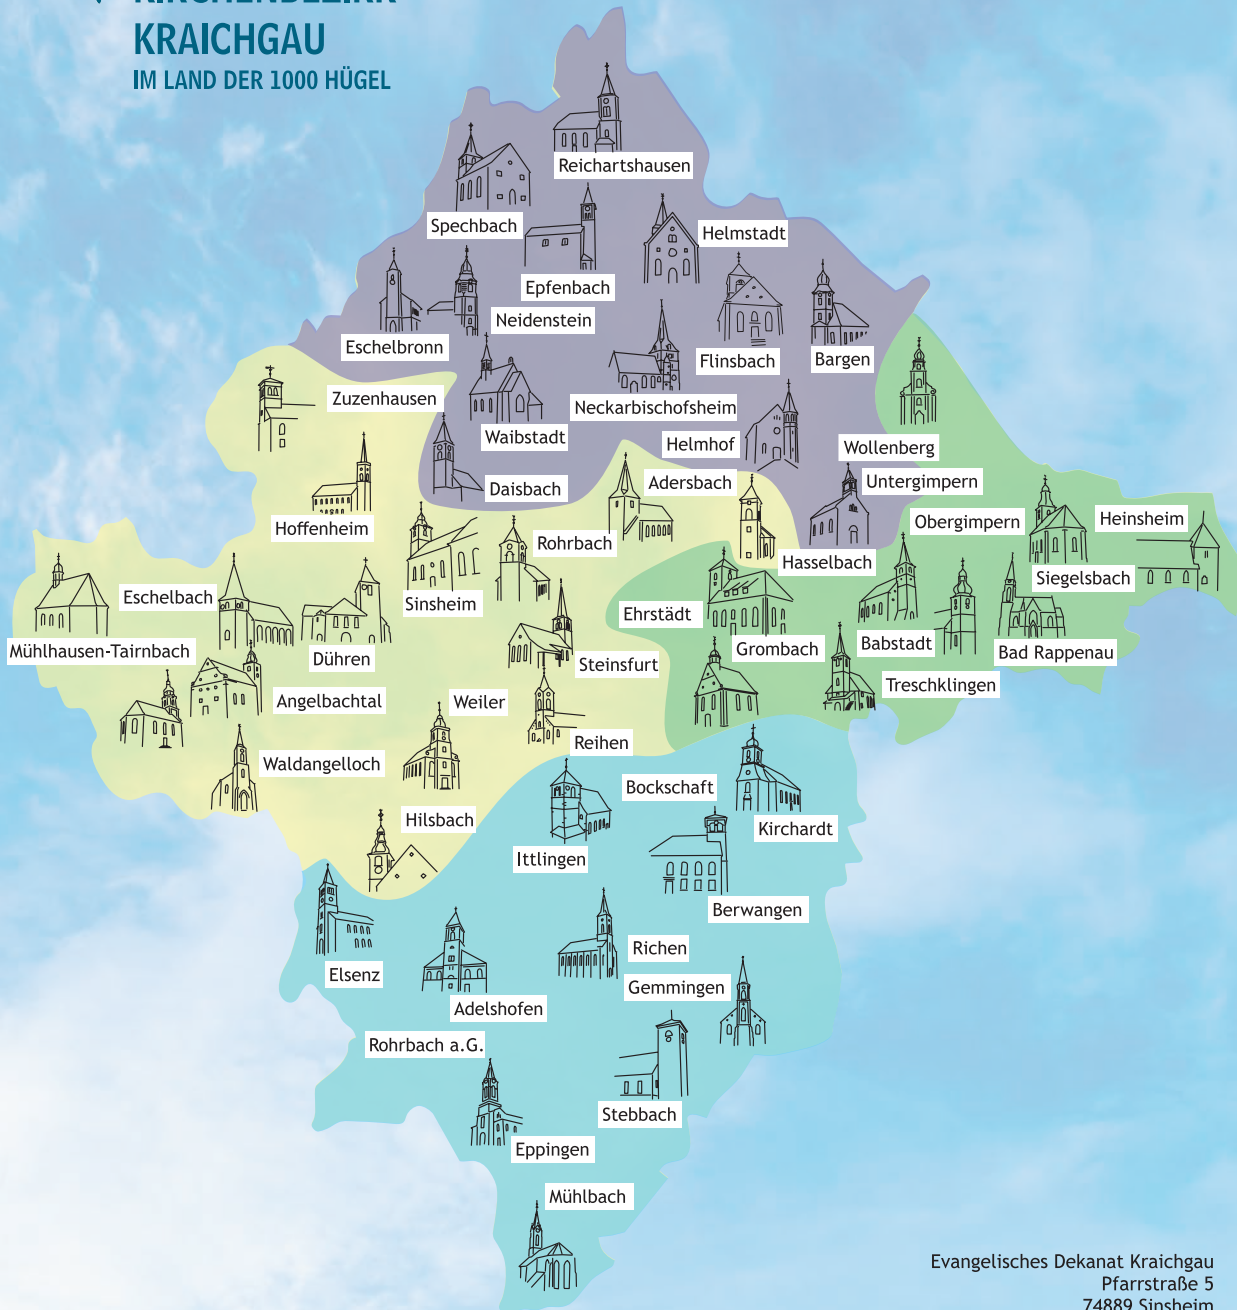 KIRCHENBEZIRK
KRAICHGAU
IM LAND DER 1000 HÜGEL
Reichartshausen
Spechbach
Helmstadt
Epfenbach
Neidenstein
Eschelbronn
Flinsbach
Bargen
Zuzenhausen
Neckarbischofsheim
Waibstadt
Helmhof
Wollenberg
Daisbach
Adersbach
Untergimpern
Hoffenheim
Obergimpern
Heinsheim
Rohrbach
Hasselbach
Siegelsbach
Eschelbach
Sinsheim
Ehrstädt
Mühlhausen-Tairnbach
Dühren
Steinsfurt
Grombach
Babstadt
Bad Rappenau
Treschklingen
Angelbachtal
Weiler
Reihen
Waldangelloch
Bockschaft
Hilsbach
Kirchardt
Ittlingen
Berwangen
Richen
Elsenz
Gemmingen
Adelshofen
Rohrbach a.G.
Stebbach
Eppingen
Mühlbach
Evangelisches Dekanat Kraichgau
Pfarrstraße 5
74889 Sinsheim